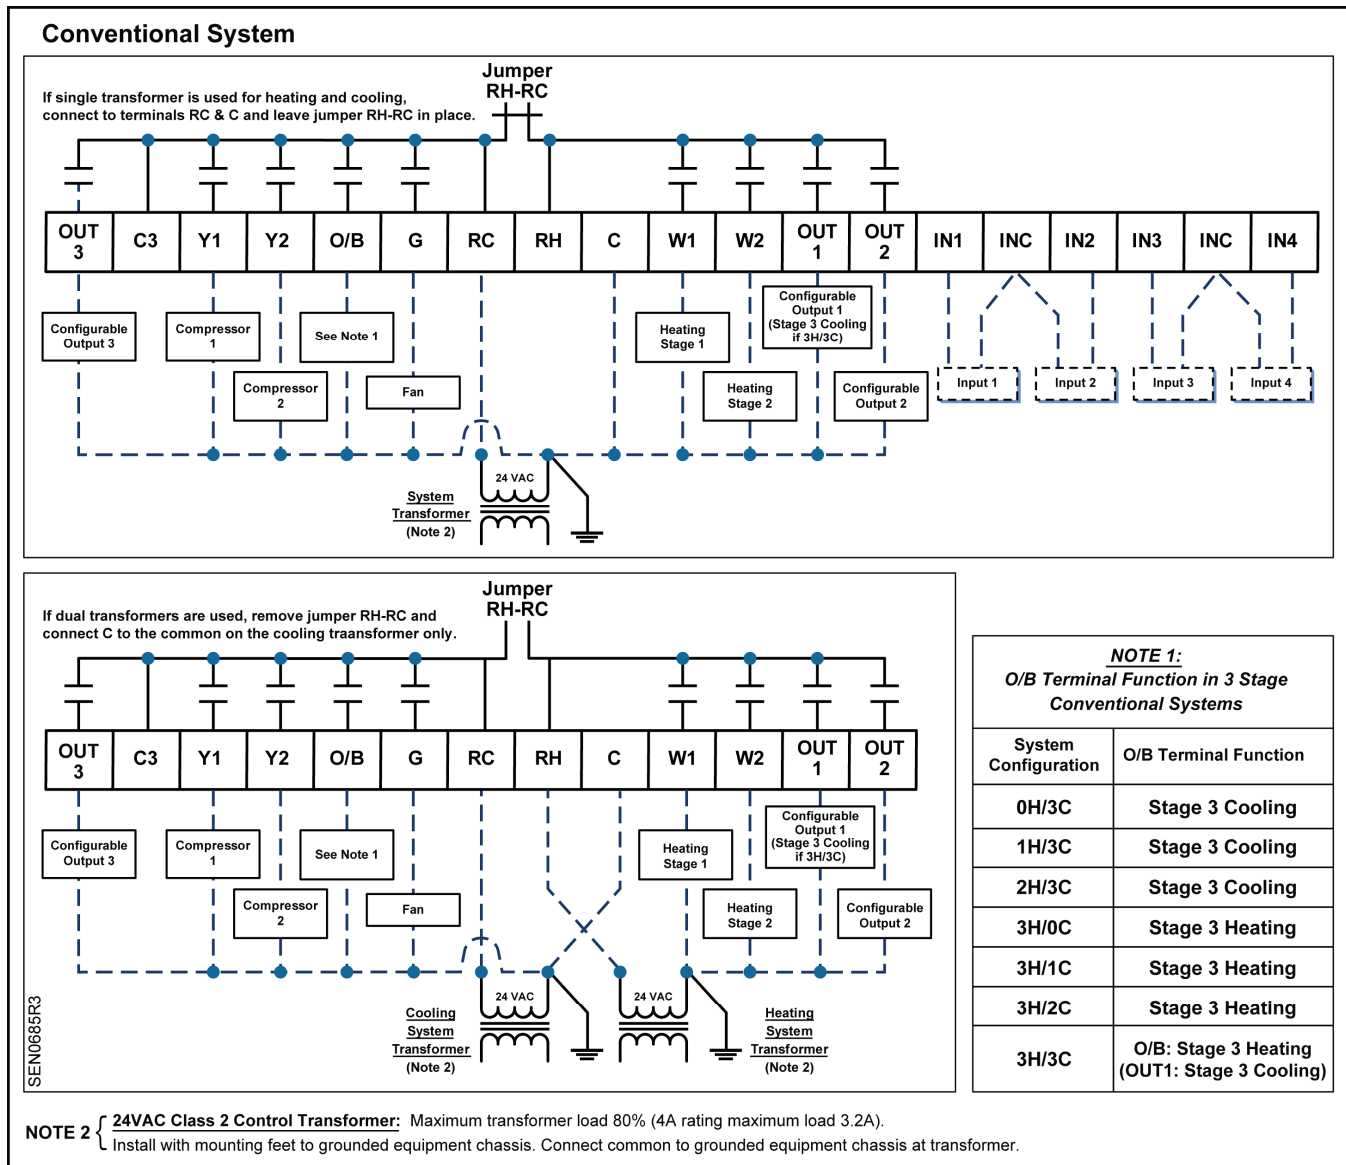 Conventional System
If single transformer is used for heating and cooling,
connect to terminals RC & C and leave jumper RH-RC in place.
Jumper
RH-RC
OUT
3
C3
Y1
Y2
O/B
G
RC
RH
C
W1
W2
OUT
1
OUT
2
IN1
INC
IN2
IN3
INC
IN4
Configurable
Output 3
Compressor
1
Compressor
2
See Note 1
Fan
Heating
Stage 1
Heating
Stage 2
Configurable
Output 1
(Stage 3 Cooling
if 3H/3C)
Configurable
Output 2
Input 1
Input 2
Input 3
Input 4
24 VAC
System
Transformer
(Note 2)
If dual transformers are used, remove jumper RH-RC and
connect C to the common on the cooling traansformer only.
Jumper
RH-RC
OUT
3
C3
Y1
Y2
O/B
G
RC
RH
C
W1
W2
OUT
1
OUT
2
Configurable
Output 3
Compressor
1
Compressor
2
See Note 1
Fan
Heating
Stage 1
Heating
Stage 2
Configurable
Output 1
(Stage 3 Cooling
if 3H/3C)
Configurable
Output 2
Cooling
System
Transformer
(Note 2)
24 VAC
24 VAC
Heating
System
Transformer
(Note 2)
SEN0685R3
NOTE 1:
O/B Terminal Function in 3 Stage
Conventional Systems
System
Configuration
O/B Terminal Function
0H/3C
Stage 3 Cooling
1H/3C
Stage 3 Cooling
2H/3C
Stage 3 Cooling
3H/0C
Stage 3 Heating
3H/1C
Stage 3 Heating
3H/2C
Stage 3 Heating
3H/3C
O/B: Stage 3 Heating
(OUT1: Stage 3 Cooling)
NOTE 2
24VAC Class 2 Control Transformer: Maximum transformer load 80% (4A rating maximum load 3.2A).
Install with mounting feet to grounded equipment chassis. Connect common to grounded equipment chassis at transformer.